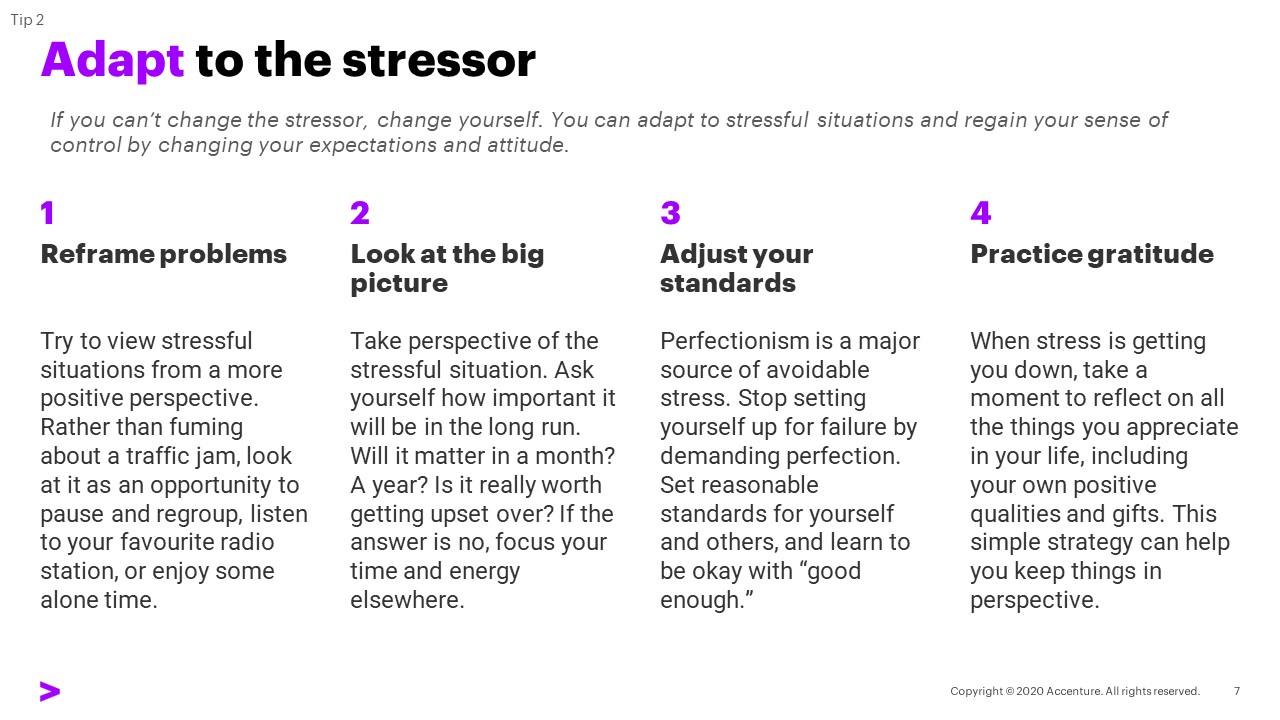 Tip 2
Adapt to the stressor
If you can't change the stressor, change yourself. You can adapt to stressful situations and regain your sense of
control by changing your expectations and attitude.
1
Reframe problems
Try to view stressful
situations from a more
positive perspective.
Rather than fuming
about a traffic jam, look
at it as an opportunity to
pause and regroup, listen
to your favourite radio
station, or enjoy some
alone time.
2
Look at the big
picture
Take perspective of the
stressful situation. Ask
yourself how important it
will be in the long run.
Will it matter in a month?
A year? Is it really worth
getting upset over? If the
answer is no, focus your
time and energy
elsewhere.
3
Adjust your
standards
Perfectionism is a major
source of avoidable
stress. Stop setting
yourself up for failure by
demanding perfection.
Set reasonable
standards for yourself
and others, and learn to
be okay with “good
enough.”
4
Practice gratitude
When stress is getting
you down, take a
moment to reflect on all
the things you appreciate
in your life, including
your own positive
qualities and gifts. This
simple strategy can help
you keep things in
perspective.
>
Copyright © 2020 Accenture. All rights reserved.
7